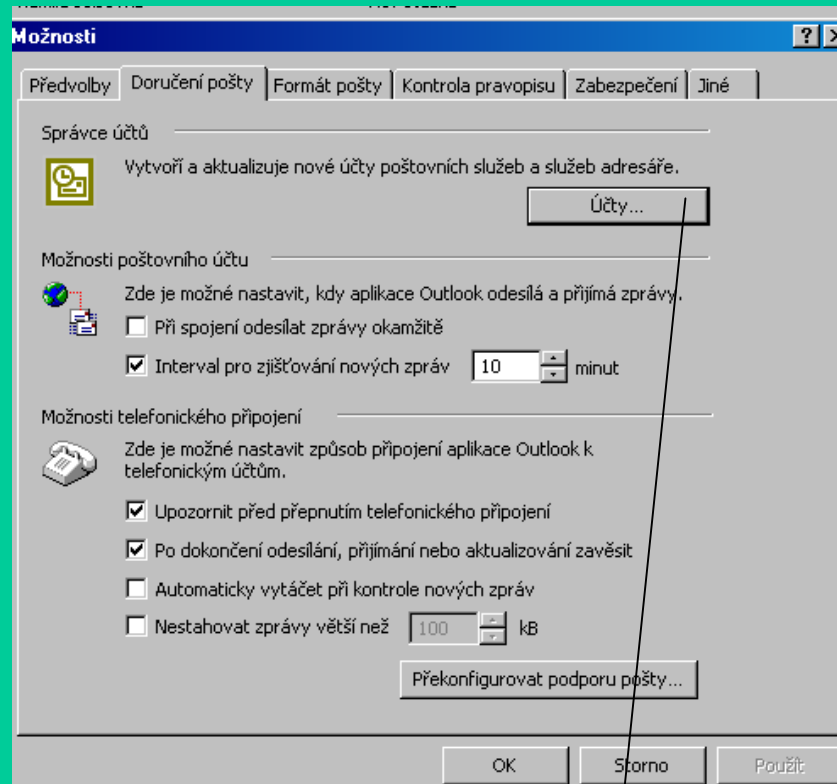 Možnosti
Předvolby Doručení pošty Formát pošty Kontrola pravopisu Zabezpečení Jiné
Správce účtů
Vytvoří a aktualizuje nové účty poštovních služeb a služeb adresáře.
Účty...
Možnosti poštovního účtu
Zde je možné nastavit, kdy aplikace Outlook odesílá a přijímá zprávy.
Při spojení odesílat zprávy okamžitě
Interval pro zjišťování nových zpráv 10 minut
Možnosti telefonického připojení
Zde je možné nastavit způsob připojení aplikace Outlook k
telefonickým účtům.
Upozornit před přepnutím telefonického připojení
Po dokončení odesílání, přijímání nebo aktualizování zavěsit
Automaticky vytáčet při kontrole nových zpráv
Nestahovat zprávy větší než 100 kB
Překonfigurovat podporu pošty...
OK Storno Použít